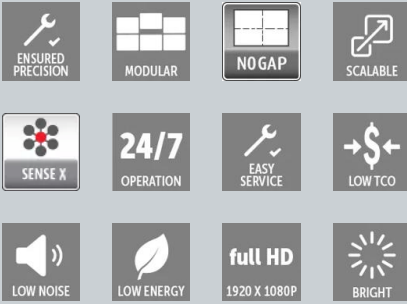 ENSURED
PRECISION
MODULAR
NO GAP
SCALABLE
SENSE X
24/7
OPERATION
EASY
SERVICE
LOW TCO
LOW NOISE
LOW ENERGY
full HD
1920 X 1080P
BRIGHT